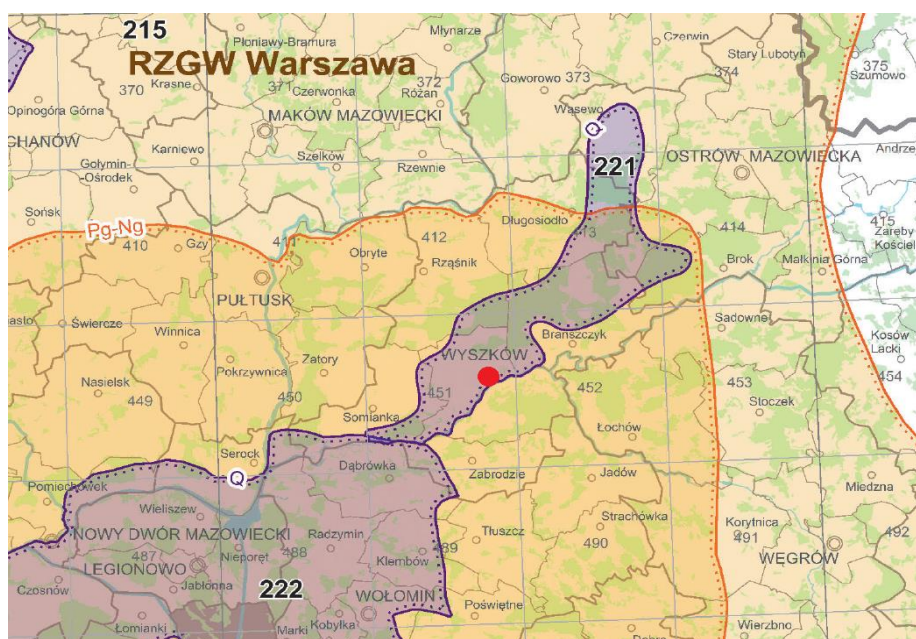 215
RZGW Warszawa
Płoniawy-Bramura
Młynarze
Czerwin
Stary Lubotyń
370
Krasne
371
Czerwonka
372
Różan
Goworowo
373
374
375
Szumowo
Opinogóra Górna
MAKÓW MAZOWIECKI
Wąsewo
Q
CHANÓW
Gołymin
-Ośrodek
Karniewo
Szelków
Rzewnie
221
OSTRÓW MAZOWIECKA
Andrze
Sońsk
Pg-Ng
410
Gzy
411
412
Długosiodło
413
414
415
Zaręby
Koście
Obryte
Rząśnik
Brok
Małkinia Górna
PUŁTUSK
Świercze
Winnica
Zatory
WYSZKÓW
Brańszczyk
Sadowne
Kosów
Lacki
Nasielsk
Pokrzywnica
449
450
451
452
453
454
Somianka
Stoczek
Łochów
Serock
Dąbrówka
Zabrodzie
Jadów
Miedzna
Pomiechówek
Q
Wieliszew
Strachówka
Korytnica
NOWY DWÓR MAZOWIECKI
Radzymin
Tłuszcz
491
492
487
Nieporęt
488
489
490
LEGIONOWO
Klembów
WĘGRÓW
Czosnów
Jabłonna
222
WOŁOMIN
Poświętne
Łomianki
Marki
Kobyłka
Wierzbno